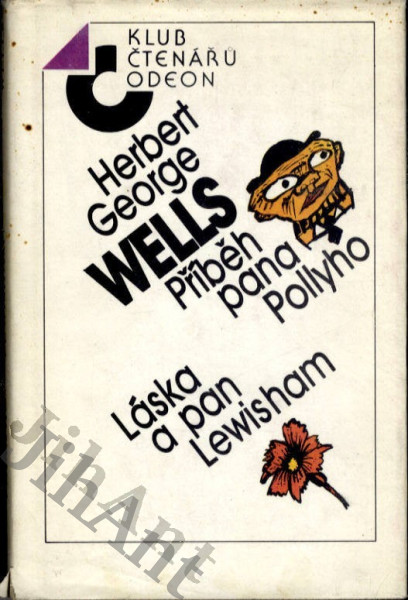 KLUB
ČTENÁŘŮ
ODEON
Herbert
George
WELLS
Příběh
pana
Pollyho
Láska
a pan
Lewisham
JihAnt